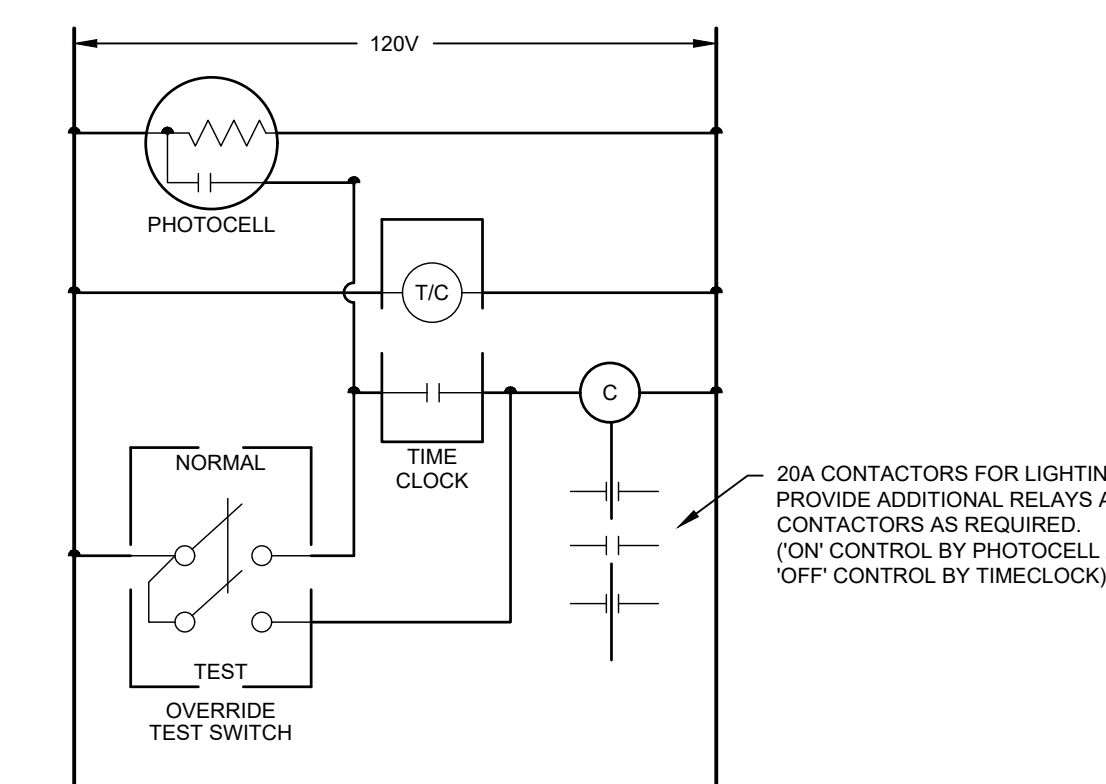 120V
PHOTOCELL
T/C
C
TIME
CLOCK
NORMAL
20A CONTACTORS FOR
PROVIDE ADDITIONAL RELAYS
CONTACTORS AS REQUIRED.
('ON' CONTROL BY PHOTOCELL
'OFF' CONTROL BY TIMECLOCK)
TEST
OVERRIDE
TEST SWITCH